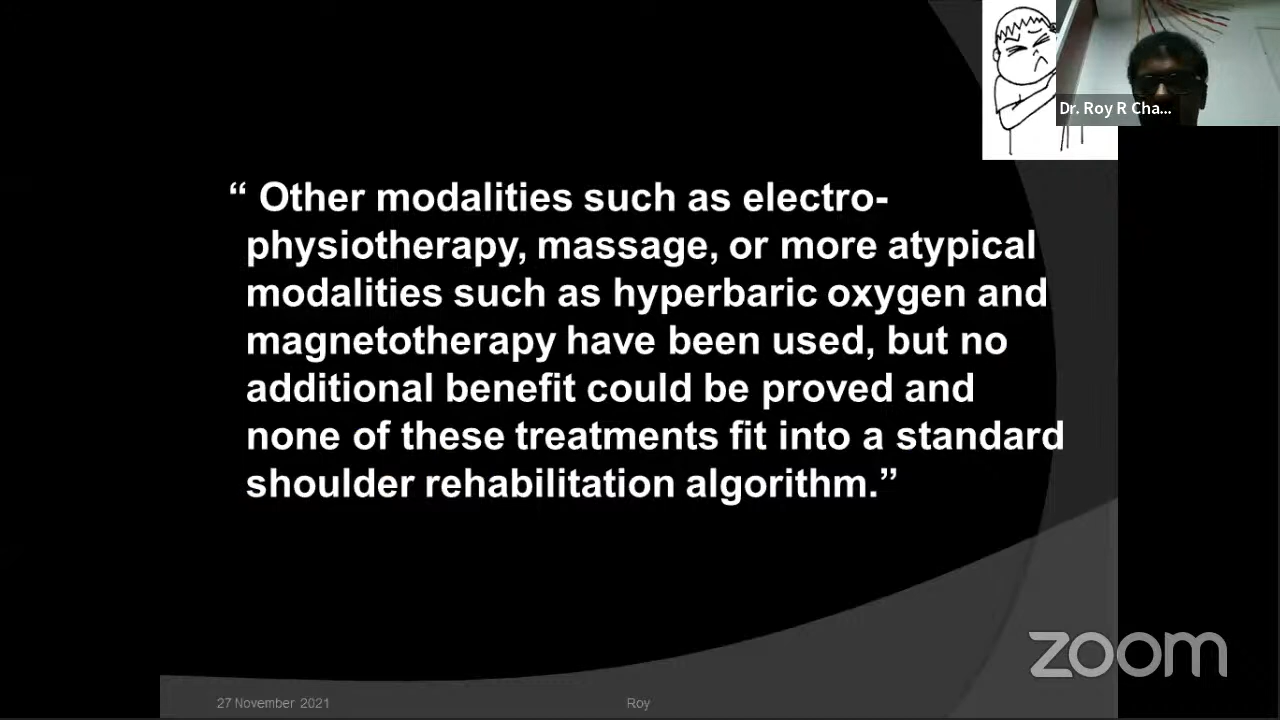 Dr. Roy R Cha...
“ Other modalities such as electro-
physiotherapy, massage, or more atypical
modalities such as hyperbaric oxygen and
magnetotherapy have been used, but no
additional benefit could be proved and
none of these treatments fit into a standard
shoulder rehabilitation algorithm.”
zoom
27 November 2021
Roy